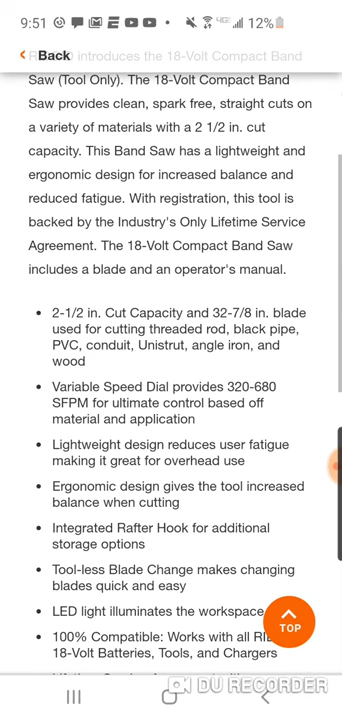 9:51
VoLTE
12%
Back
introduces the 18-Volt Compact Band
Saw (Tool Only). The 18-Volt Compact Band
Saw provides clean, spark free, straight cuts on
a variety of materials with a 2 1/2 in. cut
capacity. This Band Saw has a lightweight and
ergonomic design for increased balance and
reduced fatigue. With registration, this tool is
backed by the Industry's Only Lifetime Service
Agreement. The 18-Volt Compact Band Saw
includes a blade and an operator's manual.
2-1/2 in. Cut Capacity and 32-7/8 in. blade
used for cutting threaded rod, black pipe,
PVC, conduit, Unistrut, angle iron, and
wood
Variable Speed Dial provides 320-680
SFPM for ultimate control based off
material and application
Lightweight design reduces user fatigue
making it great for overhead use
Ergonomic design gives the tool increased
balance when cutting
Integrated Rafter Hook for additional
storage options
Tool-less Blade Change makes changing
blades quick and easy
LED light illuminates the workspace
TOP
100% Compatible: Works with all
18-Volt Batteries, Tools, and Chargers
DU RECORDER